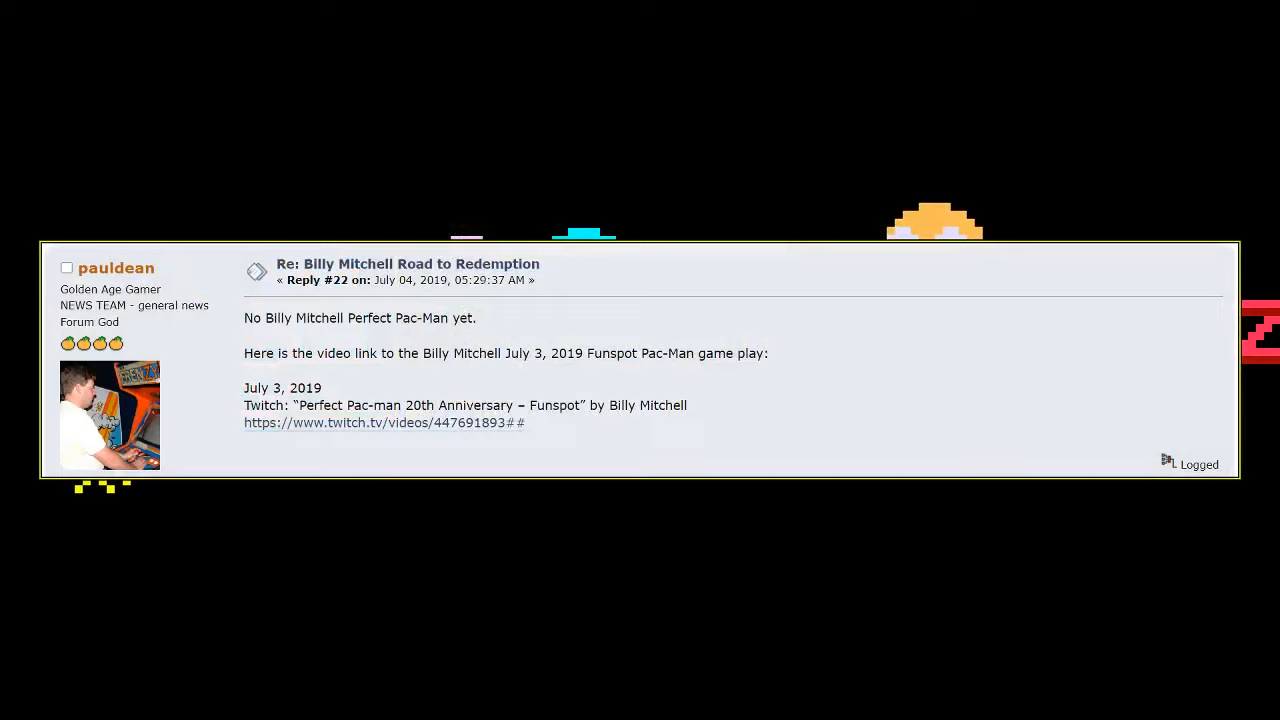 pauldean
Golden Age Gamer
NEWS TEAM - general news
Forum God
FRENZY
Re: Billy Mitchell Road to Redemption
« Reply #22 on: July 04, 2019, 05:29:37 AM »
No Billy Mitchell Perfect Pac-Man yet.
Here is the video link to the Billy Mitchell July 3, 2019 Funspot Pac-Man game play:
July 3, 2019
Twitch: “Perfect Pac-man 20th Anniversary – Funspot” by Billy Mitchell
https://www.twitch.tv/videos/447691893##
Logged